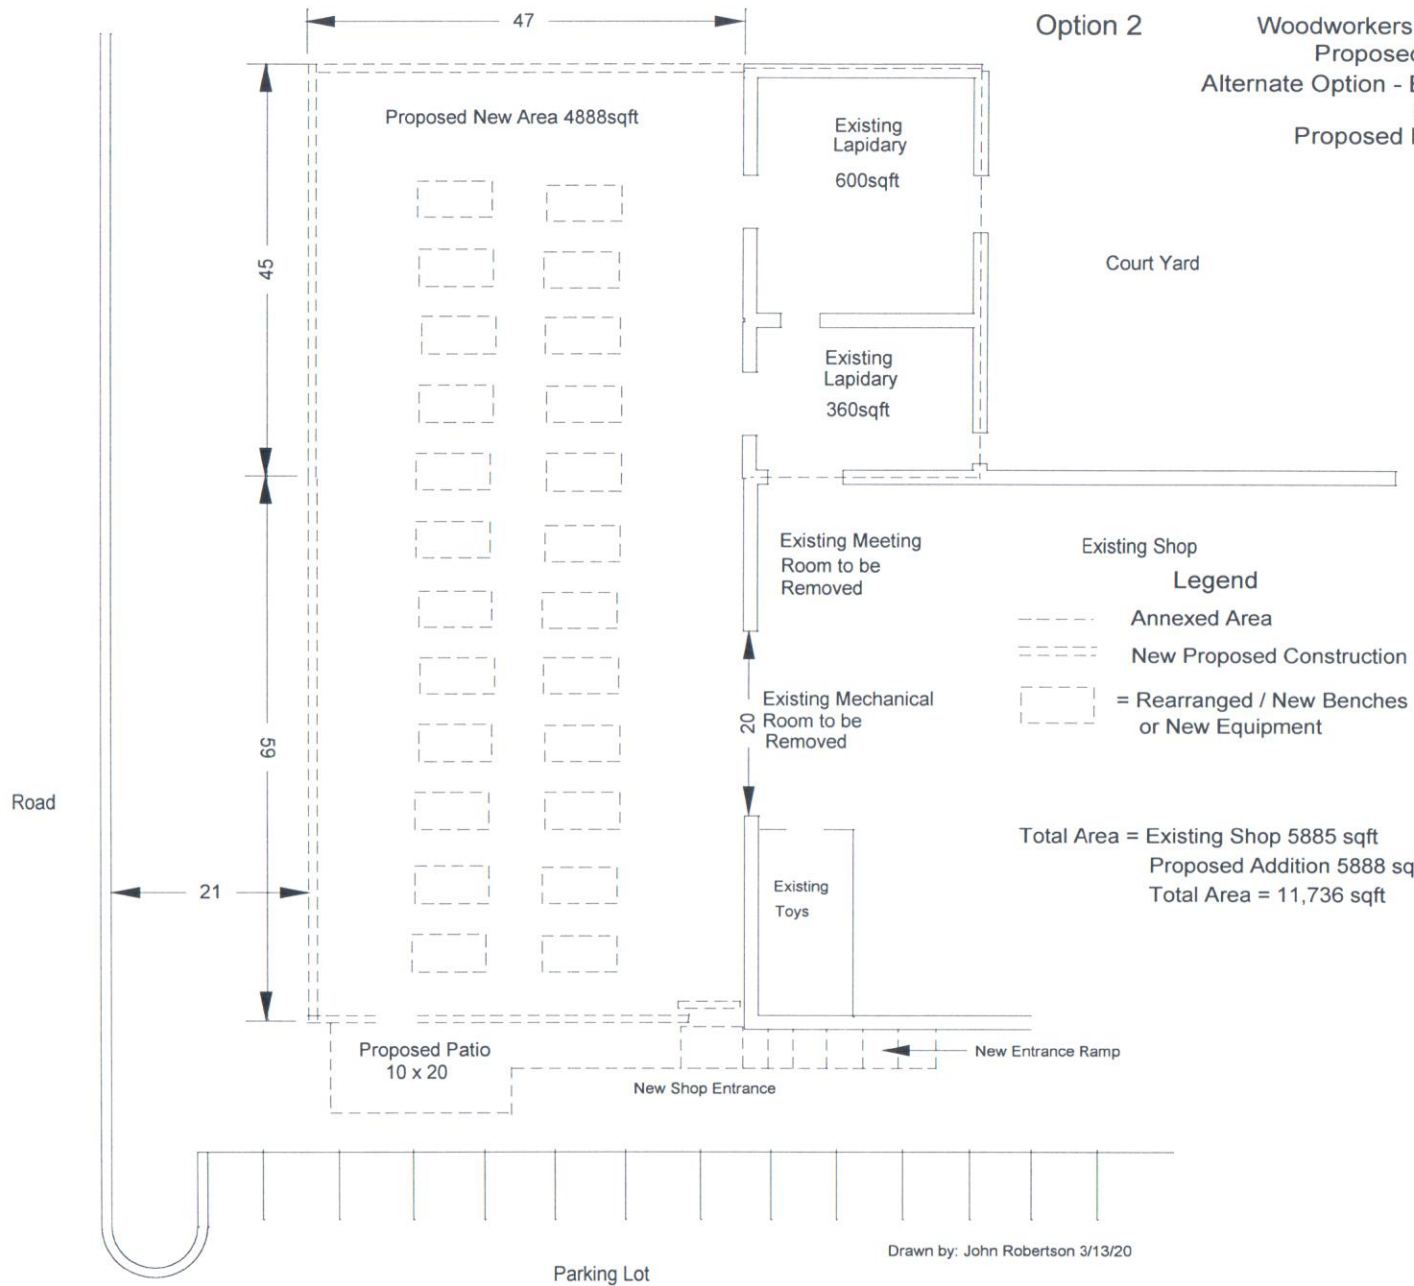 47
Option 2
Woodworkers
Proposed
Alternate Option -
Proposed
Proposed New Area 4888sqft
Existing
Lapidary
600sqft
45
Court Yard
Existing
Lapidary
360sqft
Existing Meeting
Room to be
Removed
Existing Shop
Legend
Annexed Area
New Proposed Construction
= Rearranged / New Benches
or New Equipment
Existing Mechanical
Room to be
Removed
20
59
Road
21
Existing
Toys
Total Area = Existing Shop 5885 sqft
Proposed Addition 5888 sqft
Total Area = 11,736 sqft
Proposed Patio
10 x 20
New Entrance Ramp
New Shop Entrance
Drawn by: John Robertson 3/13/20
Parking Lot